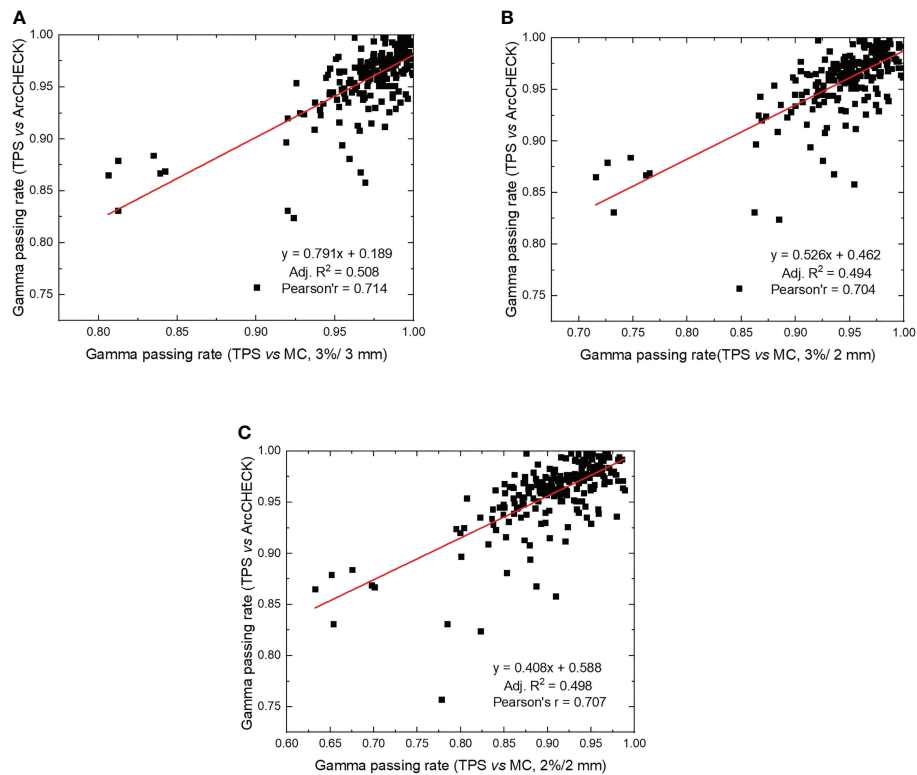 A
1.00
0.95
0.90
0.85
0.80
0.75
Gamma passing rate (TPS vs ArcCHECK)
y = 0.791x + 0.189
Adj. R² = 0.508
Pearson'r = 0.714
0.80 0.85 0.90 0.95 1.00
Gamma passing rate (TPS vs MC, 3%/ 3 mm)
B
1.00
0.95
0.90
0.85
0.80
0.75
Gamma passing rate (TPS vs ArcCHECK)
y = 0.526x + 0.462
Adj. R² = 0.494
Pearson'r = 0.704
0.70 0.75 0.80 0.85 0.90 0.95 1.00
Gamma passing rate(TPS vs MC, 3%/ 2 mm)
C
1.00
0.95
0.90
0.85
0.80
0.75
Gamma passing rate (TPS vs ArcCHECK)
y = 0.408x + 0.588
Adj. R² = 0.498
Pearson's r = 0.707
0.60 0.65 0.70 0.75 0.80 0.85 0.90 0.95 1.00
Gamma passing rate (TPS vs MC, 2%/2 mm)